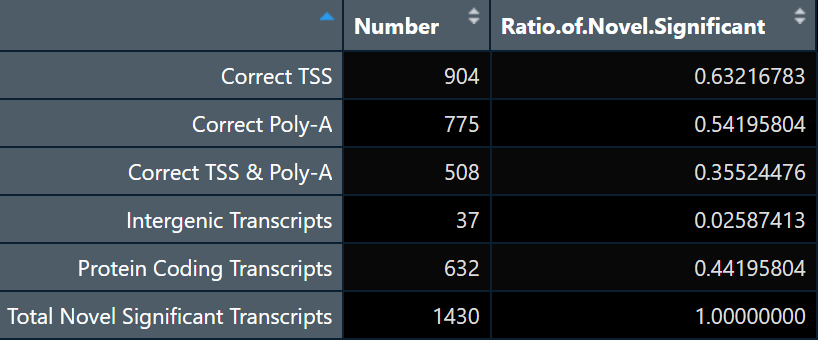 Number Ratio.of.Novel.Significant
Correct TSS 904 0.63216783
Correct Poly-A 775 0.54195804
Correct TSS & Poly-A 508 0.35524476
Intergenic Transcripts 37 0.02587413
Protein Coding Transcripts 632 0.44195804
Total Novel Significant Transcripts 1430 1.00000000